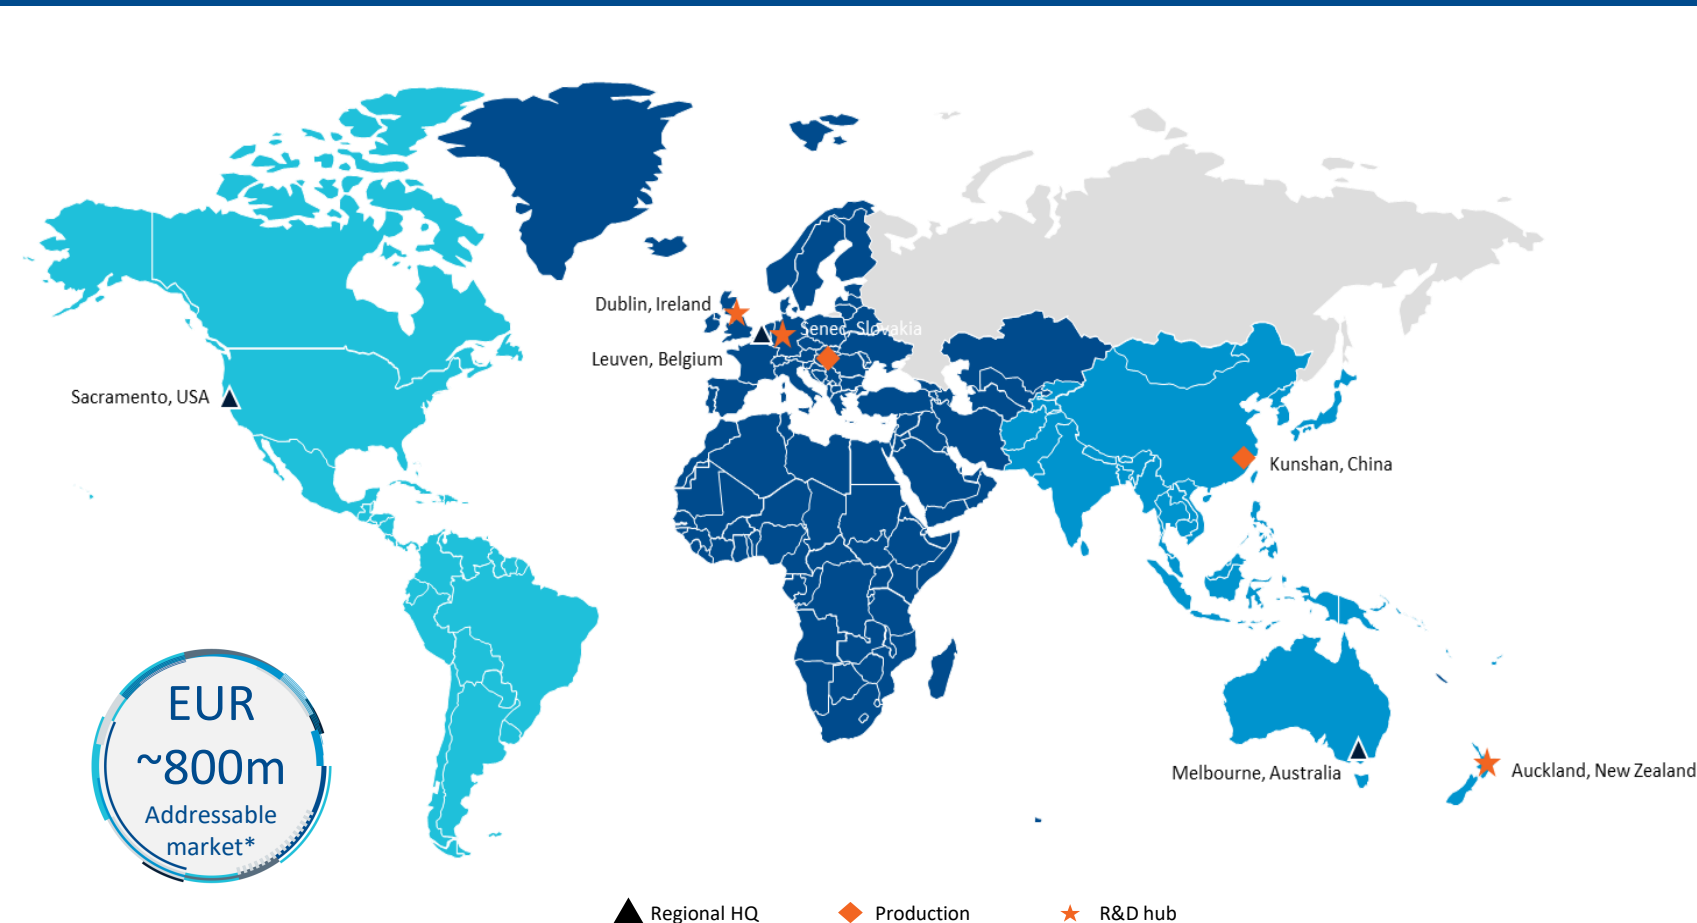 Dublin, Ireland
Senec, Slovakia
Leuven, Belgium
Sacramento, USA
Kunshan, China
EUR
~800m
Addressable
market*
Melbourne, Australia
Auckland, New Zealand
Regional HQ
Production
R&D hub